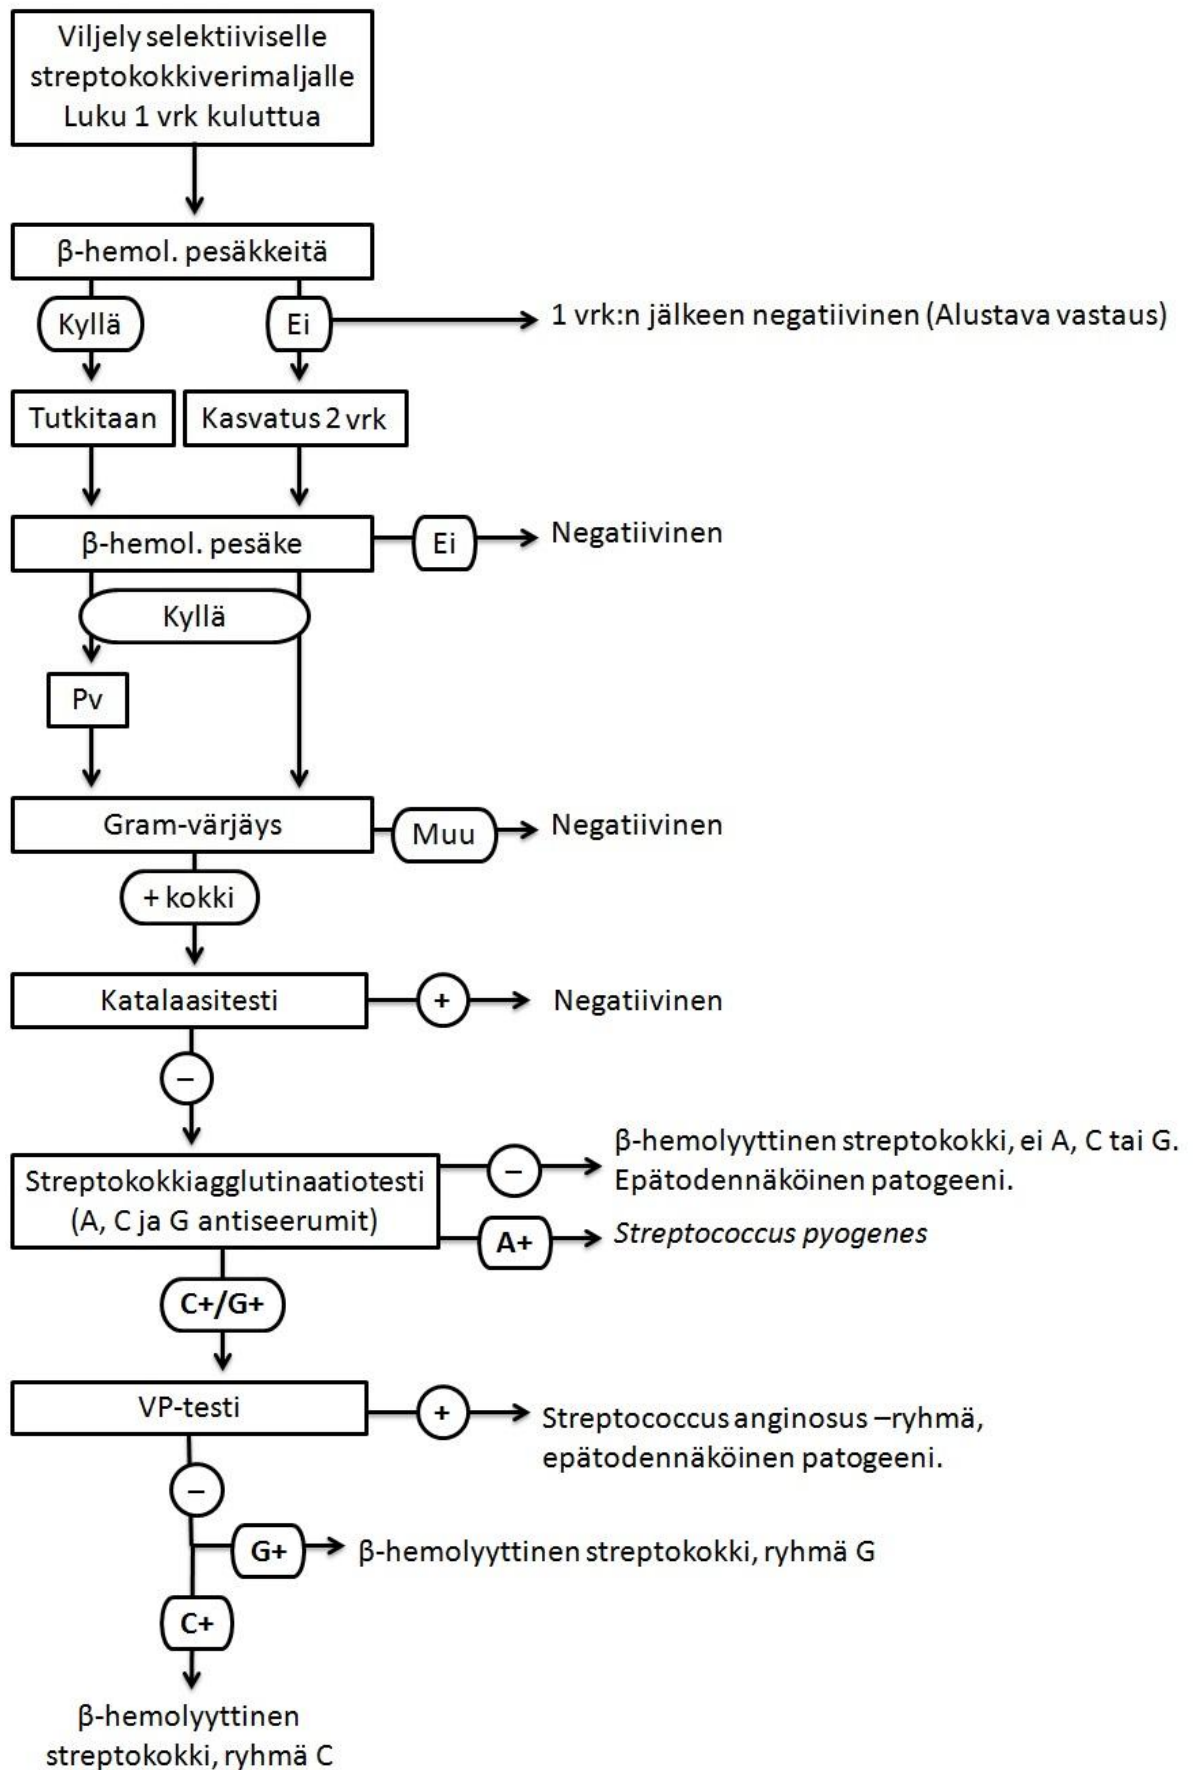 Viljely selektiiviselle
streptokokkiverimaljalle
Luku 1 vrk kuluttua
β-hemol. pesäkkeitä
Kyllä
Ei
1 vrk:n jälkeen negatiivinen (Alustava vastaus)
Tutkitaan
Kasvatus 2 vrk
β-hemol. pesäke
Ei
Negatiivinen
Kyllä
Pv
Gram-värjäys
Muu
Negatiivinen
+ kokki
Katalaasitesti
+
Negatiivinen
–
Streptokokkiagglutinaatiotesti
(A, C ja G antiseerumit)
–
β-hemolyyttinen streptokokki, ei A, C tai G.
Epätodennäköinen patogeeni.
A+
Streptococcus pyogenes
C+/G+
VP-testi
+
Streptococcus anginosus –ryhmä,
epätodennäköinen patogeeni.
–
G+
β-hemolyyttinen streptokokki, ryhmä G
C+
β-hemolyyttinen
streptokokki, ryhmä C